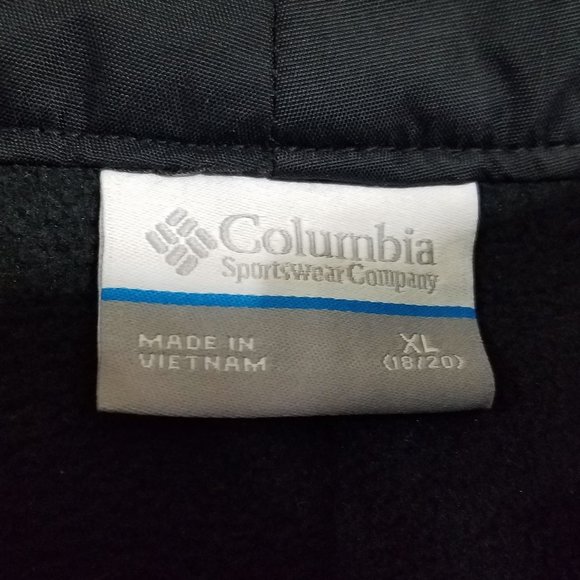 Columbia
Sportswear Company
MADE IN
VIETNAM
XL
(18/20)